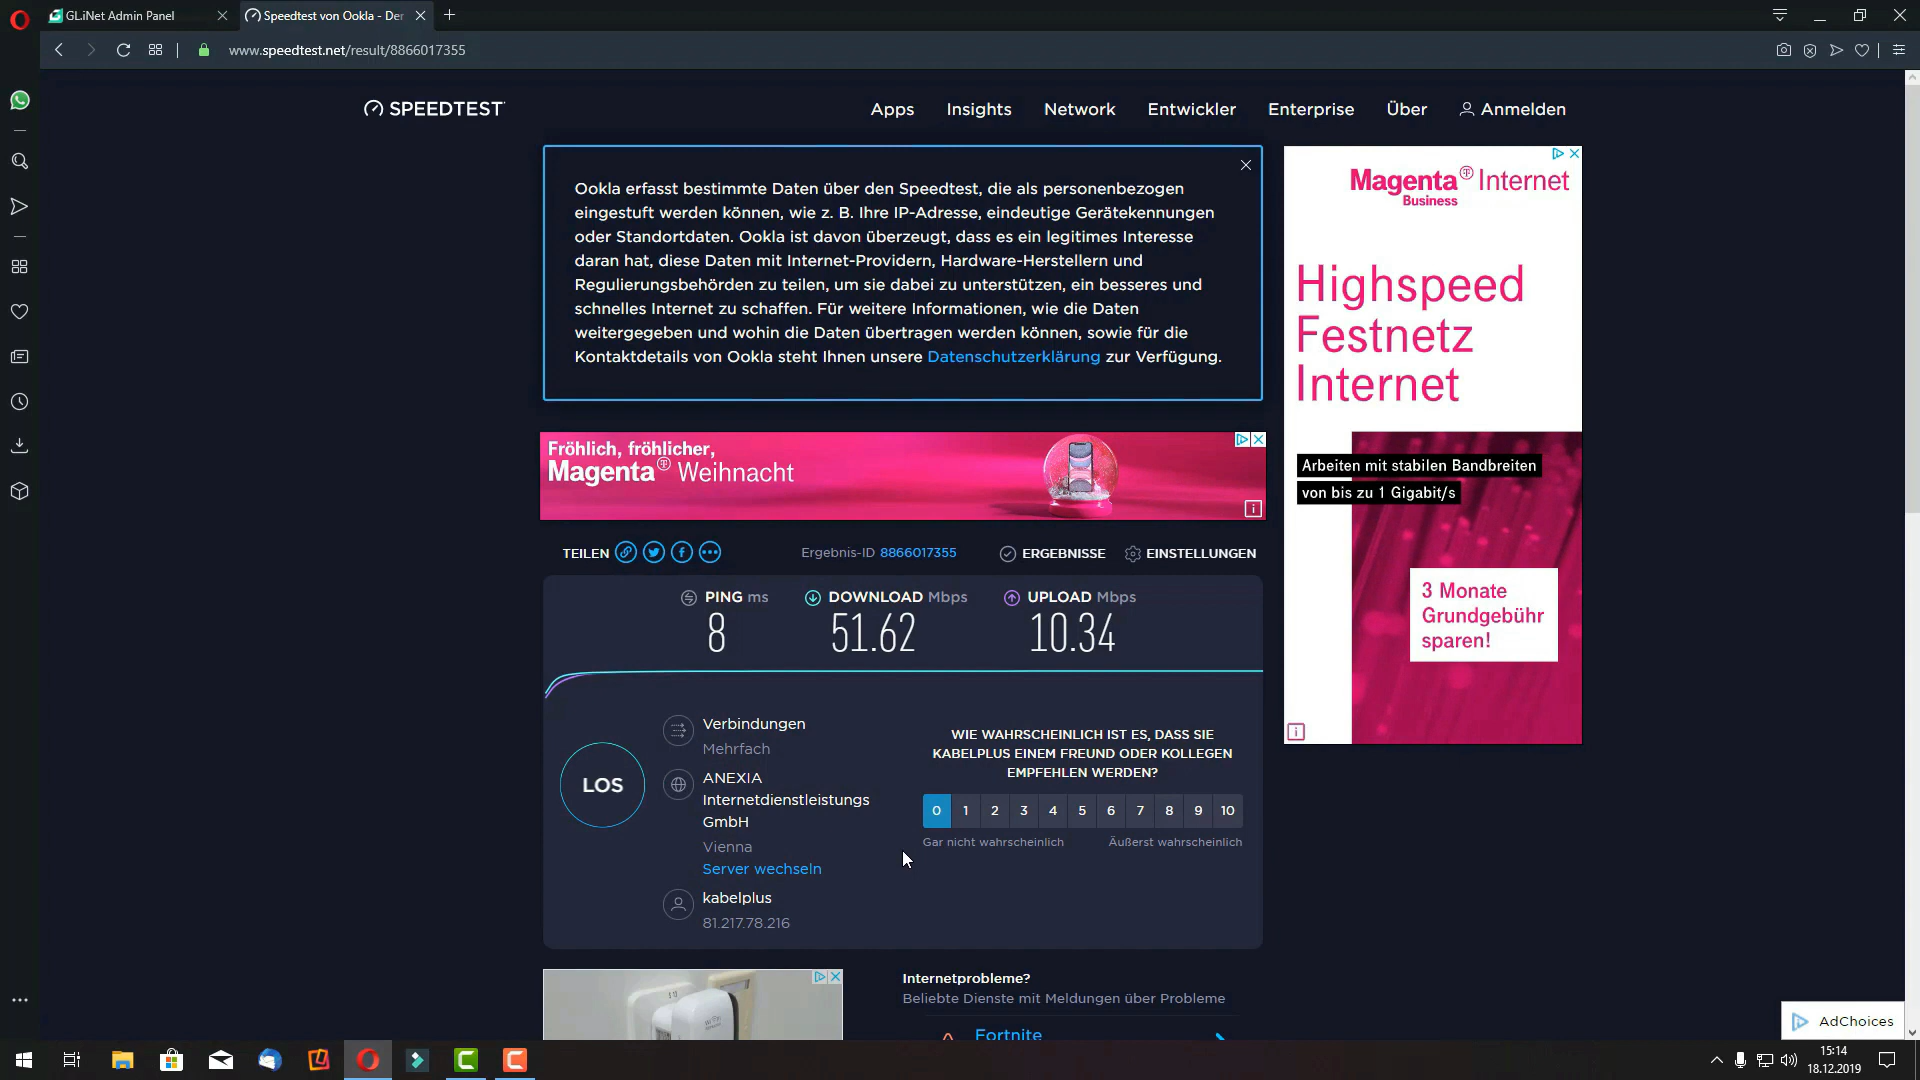 GLiNet Admin Panel
Speedtest von Ookla - Der
www.speedtest.net/result/8866017355
SPEEDTEST
Apps
Insights
Network
Entwickler
Enterprise
Über
Anmelden
Ookla erfasst bestimmte Daten über den Speedtest, die als personenbezogen
eingestuft werden können, wie z. B. Ihre IP-Adresse, eindeutige Gerätekennungen
oder Standortdaten. Ookla ist davon überzeugt, dass es ein legitimes Interesse
daran hat, diese Daten mit Internet-Providern, Hardware-Herstellern und
Regulierungsbehörden zu teilen, um sie dabei zu unterstützen, ein besseres und
schnelles Internet zu schaffen. Für weitere Informationen, wie die Daten
weitergegeben und wohin die Daten übertragen werden können, sowie für die
Kontaktdetails von Ookla steht Ihnen unsere Datenschutzerklärung zur Verfügung.
Magenta T Internet
Business
Highspeed
Festnetz
Internet
Arbeiten mit stabilen Bandbreiten
von bis zu 1 Gigabit/s
3 Monate
Grundgebühr
sparen!
Fröhlich, fröhlicher,
Magenta T Weihnacht
TEILEN
Ergebnis-ID 8866017355
ERGEBNISSE
EINSTELLUNGEN
PING ms
8
DOWNLOAD Mbps
51.62
UPLOAD Mbps
10.34
LOS
Verbindungen
Mehrfach
ANEXIA
Internetdienstleistungs
GmbH
Vienna
Server wechseln
kabelplus
81.217.78.216
WIE WAHRSCHEINLICH IST ES, DASS SIE
KABELPLUS EINEM FREUND ODER KOLLEGEN
EMPFEHLEN WERDEN?
0 1 2 3 4 5 6 7 8 9 10
Gar nicht wahrscheinlich
Äußerst wahrscheinlich
Internetprobleme?
Beliebte Dienste mit Meldungen über Probleme
Fortnite
AdChoices
15:14
18.12.2019